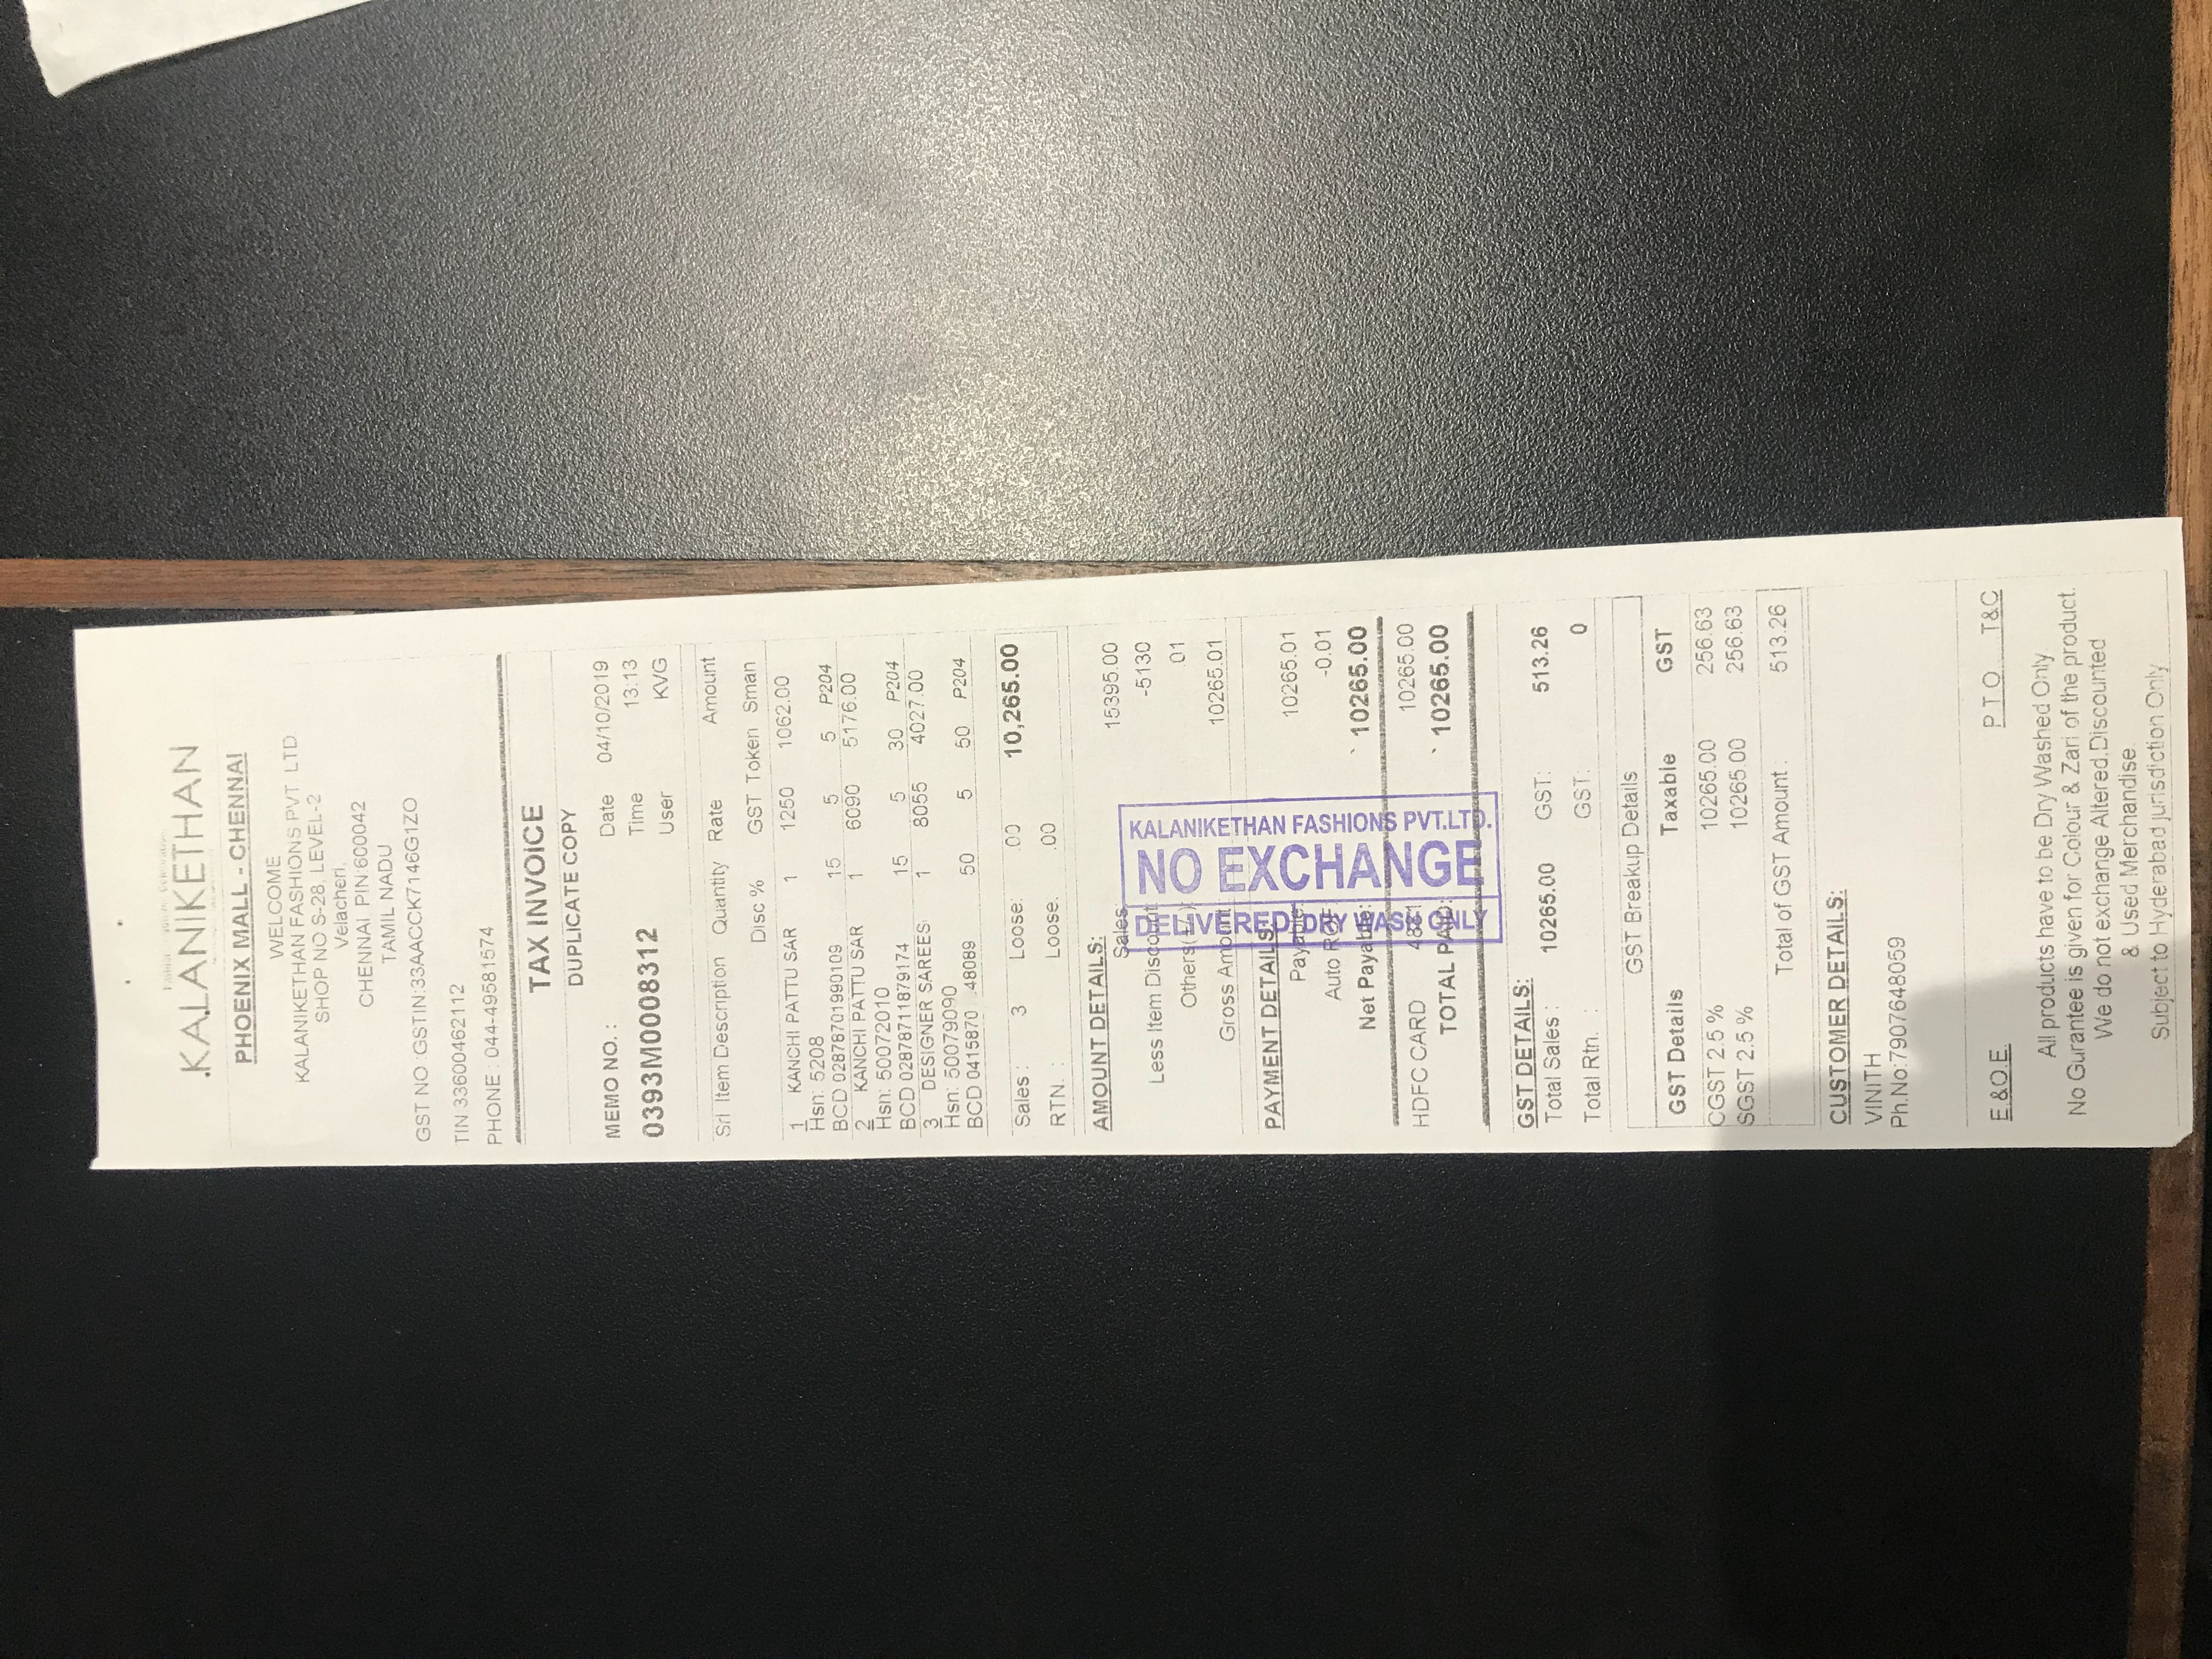 KALANIKETHAN
PHOENIX MALL - CHENNAI
WELCOME
KALANIKETHAN FASHIONS PVT LTD
SHOP NO S-28, LEVEL-2
Velacheri,
CHENNAI PIN:600042
TAMIL NADU
GST NO :GSTIN:33AACCK7146G1ZO
TIN:33600462112
PHONE : 044-49581574
TAX INVOICE
DUPLICATE COPY
MEMO NO. : Date 04/10/2019
Time 13:13
0393M0008312
User KVG
Srl Item Description Quantity Rate Amount
Disc % GST Token Sman
1 KANCHI PATTU SAR 1 1250 1062.00
Hsn: 5208
BCD 02878701990109 15 5 5 P204
2 KANCHI PATTU SAR 1 6090 5176.00
Hsn: 50072010
BCD 02878711879174 15 5 30 P204
3 DESIGNER SAREES 1 8055 4027.00
Hsn: 50079090
BCD 0415870 .48089 50 5 50 P204
Sales : 3 Loose: .00 10,265.00
RTN. : Loose: .00
AMOUNT DETAILS:
Sales: 15395.00
Less Item Discount -5130
Others(+/-): .01
Gross Amount: 10265.01
PAYMENT DETAILS:
Payable: 10265.01
Auto ROF: -0.01
Net Payable: ` 10265.00
HDFC CARD 4881 10265.00
TOTAL PAID: ` 10265.00
KALANIKETHAN FASHIONS PVT.LTD.
NO EXCHANGE
DELIVERED DRY WASH ONLY
GST DETAILS:
Total Sales : 10265.00 GST: 513.26
Total Rtn. : GST: 0
GST Breakup Details
GST Details Taxable GST
CGST 2.5 % 10265.00 256.63
SGST 2.5 % 10265.00 256.63
Total of GST Amount : 513.26
CUSTOMER DETAILS:
VINITH
Ph.No:7907648059
E.&O.E. P.T.O. T&C
All products have to be Dry Washed Only
No Gurantee is given for Colour & Zari of the product.
We do not exchange Altered,Discounted
& Used Merchandise
Subject to Hyderabad jurisdiction Only